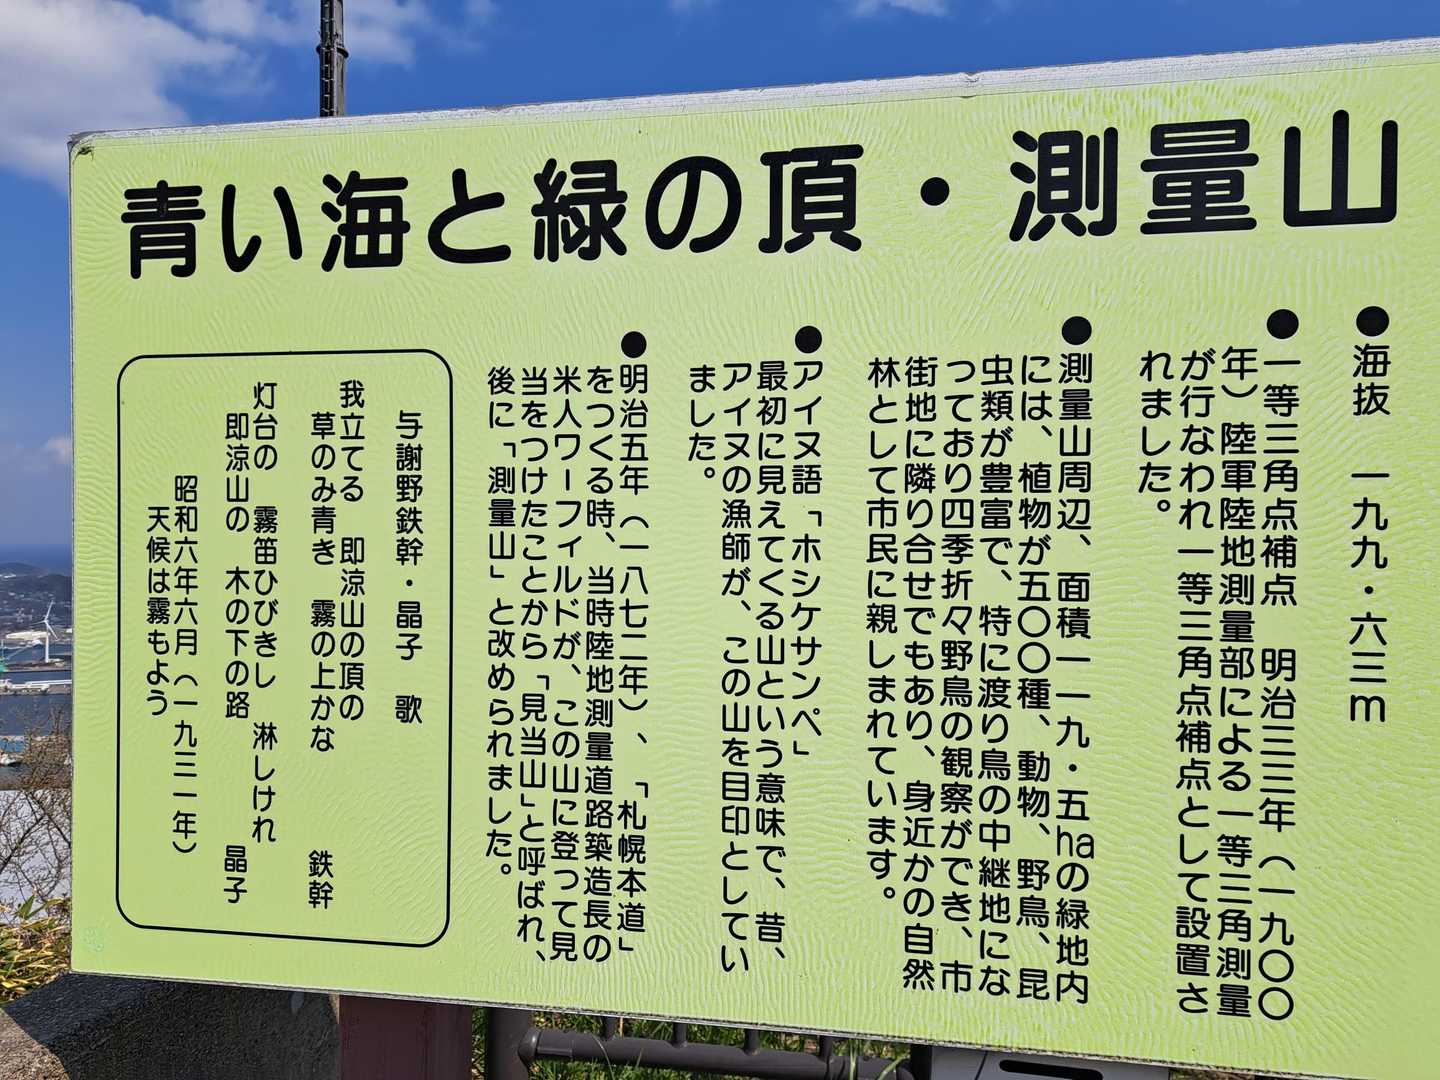 青い海と緑の頂・測量山
●海抜　一九九・六三m
●一等三角点補点　明治三三年（一九〇〇
年）陸軍陸地測量部による一等三角測量
が行なわれ一等三角点補点として設置さ
れました。
●測量山周辺、面積一一九・五haの緑地内
には、植物が五〇〇種、動物、野鳥、昆
虫類が豊富で、特に渡り鳥の中継地にな
っており四季折々野鳥の観察ができ、市
街地に隣り合せでもあり、身近かの自然
林として市民に親しまれています。
●アイヌ語「ホシケサンペ」
最初に見えてくる山という意味で、昔、
アイヌの漁師が、この山を目印としてい
ました。
●明治五年（一八七二年）、「札幌本道」
をつくる時、当時陸地測量道路築造長の
米人ワーフィルドが、この山に登つて見
当をつけたことから「見当山」と呼ばれ、
後に「測量山」と改められました。
与謝野鉄幹・晶子　歌
我立てる　即涼山の頂の
草のみ青き　霧の上かな　鉄幹
灯台の　霧笛ひびきし　淋しけれ
即涼山の　木の下の路　晶子
昭和六年六月（一九三一年）
天候は霧もよう